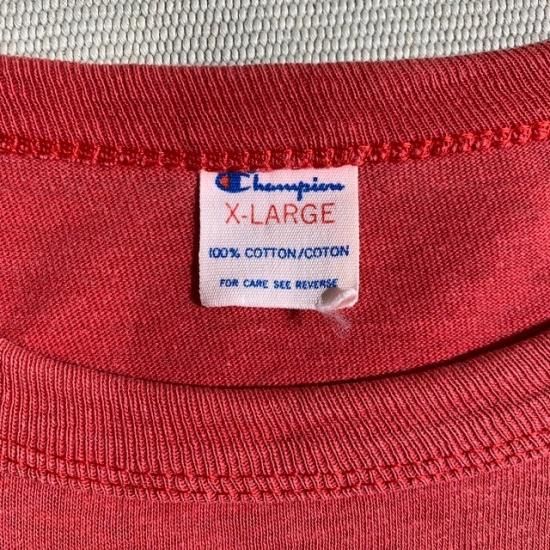 Champion
X-LARGE
100% COTTON/COTON
FOR CARE SEE REVERSE